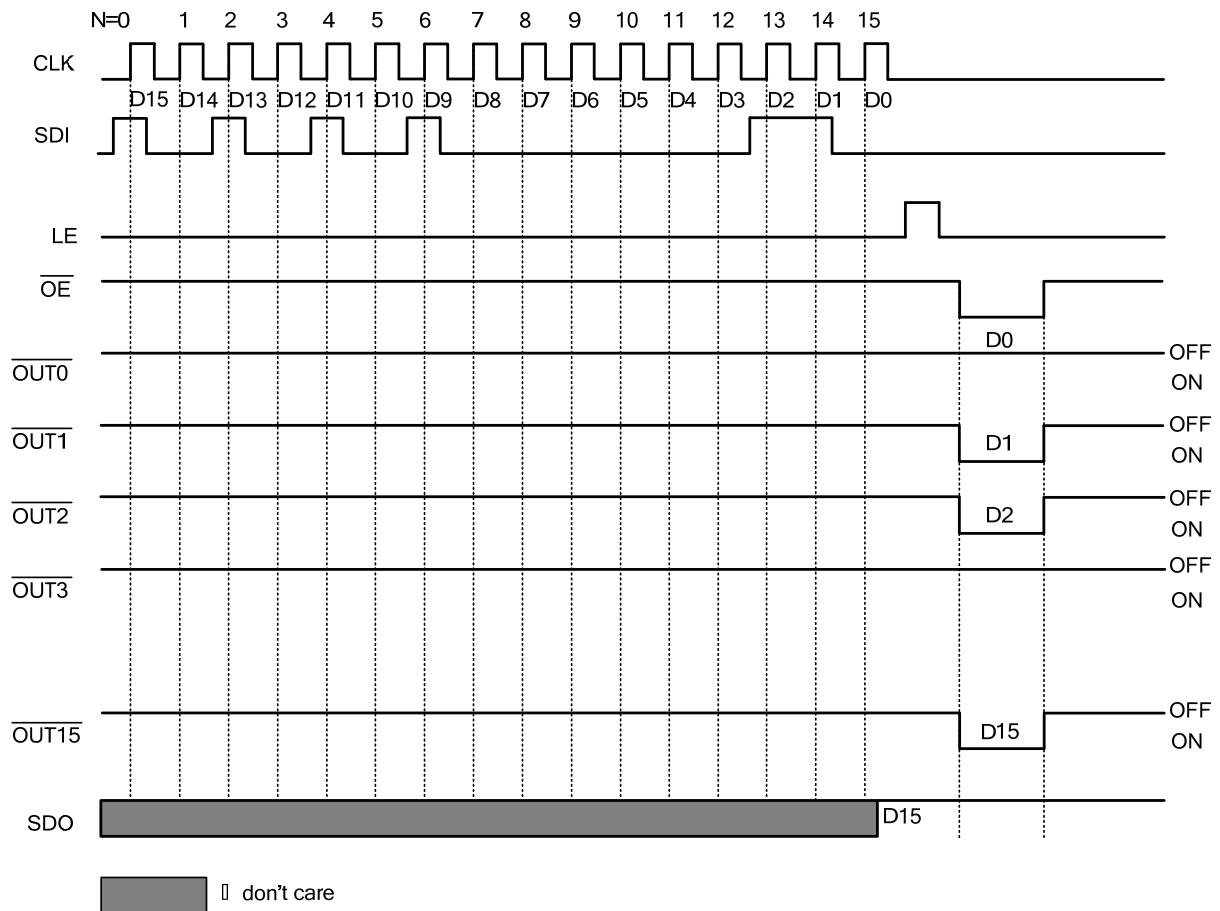 N=0 1 2 3 4 5 6 7 8 9 10 11 12 13 14 15
CLK
D15 D14 D13 D12 D11 D10 D9 D8 D7 D6 D5 D4 D3 D2 D1 D0
SDI
LE
OE
D0
OFF
OUT0
ON
OFF
OUT1
D1
ON
OFF
OUT2
D2
ON
OFF
OUT3
ON
OFF
OUT15
D15
ON
SDO
D15
don't care